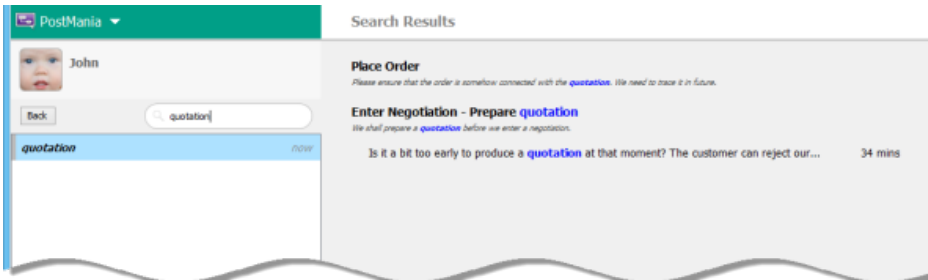 PostMania
Search Results
John
Place Order
Please ensure that the order is somehow connected with the quotation. We need to trace it in future.
Back
quotation
Enter Negotiation - Prepare quotation
We shall prepare a quotation before we enter a negotiation.
quotation now
Is it a bit too early to produce a quotation at that moment? The customer can reject our... 34 mins